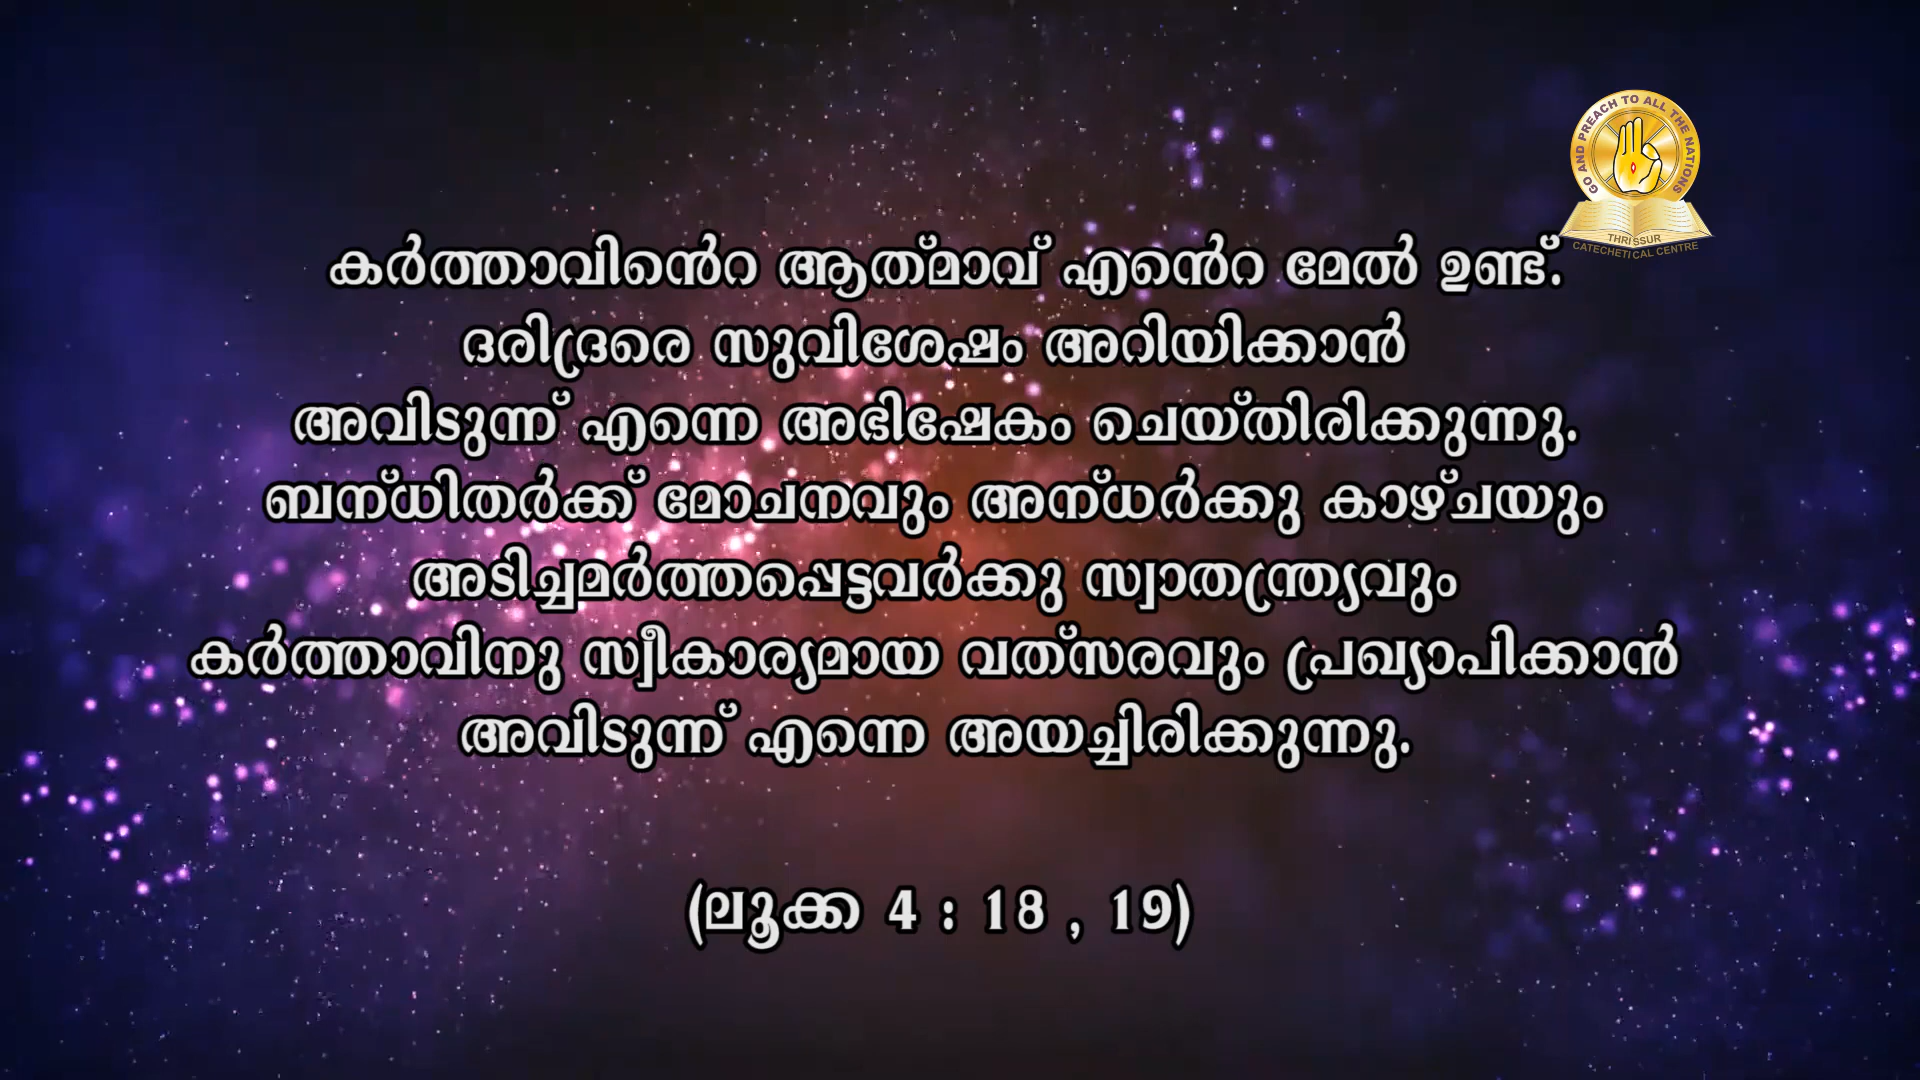 GO AND PREACH TO ALL THE NATIONS
THRISSUR
CATECHETICAL CENTRE
കർത്താവിൻെറ ആത്‌മാവ് എൻെറ മേൽ ഉണ്ട്.
ദരിദ്രരെ സുവിശേഷം അറിയിക്കാൻ
അവിടുന്ന് എന്നെ അഭിഷേകം ചെയ്തിരിക്കുന്നു.
ബന്‌ധിതർക്ക് മോചനവും അന്‌ധർക്കു കാഴ്ചയും
അടിച്ചമർത്തപ്പെട്ടവർക്കു സ്വാതന്ത്ര്യവും
കർത്താവിനു സ്വീകാര്യമായ വത്‌സരവും പ്രഖ്യാപിക്കാൻ
അവിടുന്ന് എന്നെ അയച്ചിരിക്കുന്നു.
(ലൂക്ക 4 : 18 , 19)